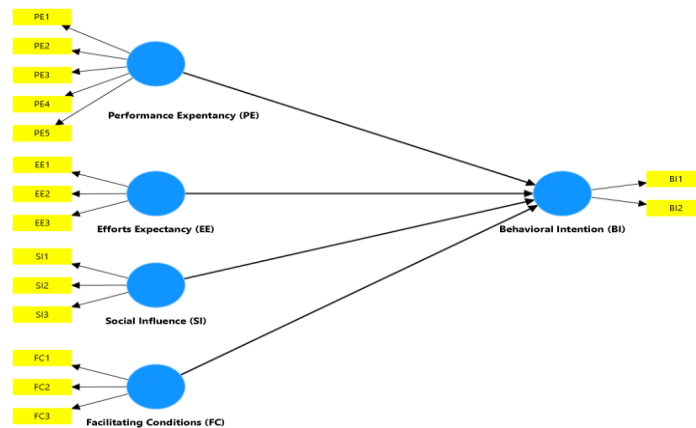 PE1
PE2
PE3
PE4
PE5
Performance Expentancy (PE)
EE1
EE2
EE3
Efforts Expectancy (EE)
SI1
SI2
SI3
Social Influence (SI)
FC1
FC2
FC3
Facilitating Conditions (FC)
BI1
BI2
Behavioral Intention (BI)